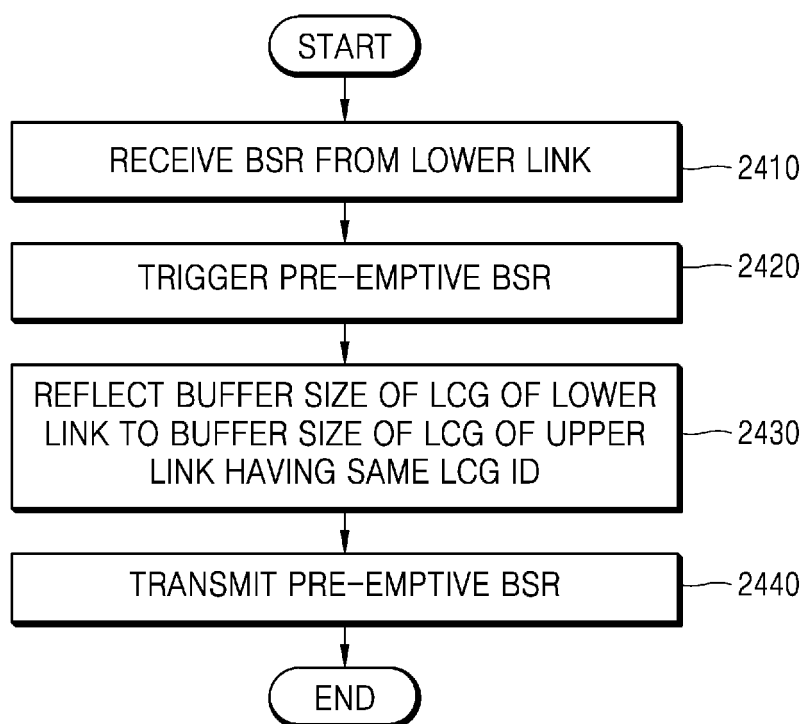 START
RECEIVE BSR FROM LOWER LINK
2410
TRIGGER PRE-EMPTIVE BSR
2420
REFLECT BUFFER SIZE OF LCG OF LOWER
LINK TO BUFFER SIZE OF LCG OF UPPER
LINK HAVING SAME LCG ID
2430
TRANSMIT PRE-EMPTIVE BSR
2440
END